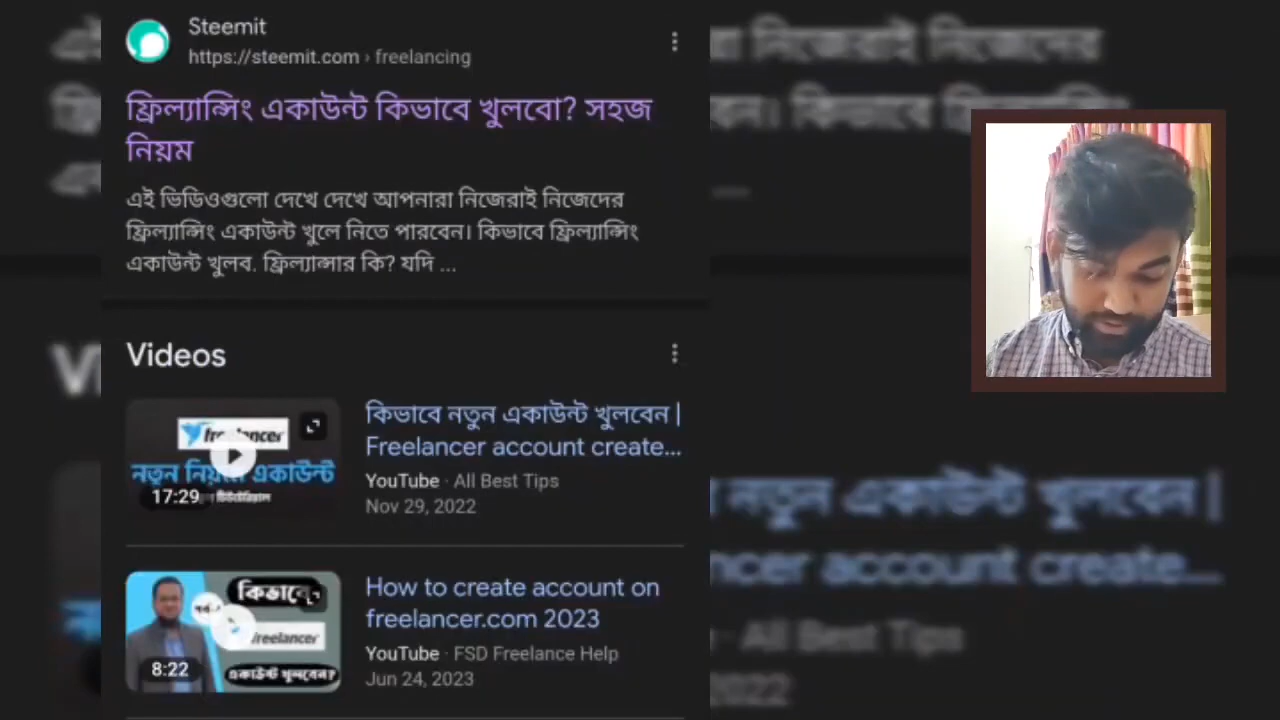 Steemit
https://steemit.com › freelancing
ফ্রিল্যান্সিং একাউন্ট কিভাবে খুলবো? সহজ
নিয়ম
এই ভিডিওগুলো দেখে দেখে আপনারা নিজেরাই নিজেদের
ফ্রিল্যান্সিং একাউন্ট খুলে নিতে পারবেন। কিভাবে ফ্রিল্যান্সিং
একাউন্ট খুলব. ফ্রিল্যান্সার কি? যদি ...
Videos
freelancer
নতুন নিয়মে একাউন্ট
টিউটোরিয়াল
17:29
কিভাবে নতুন একাউন্ট খুলবেন |
Freelancer account create...
YouTube · All Best Tips
Nov 29, 2022
কিভাবে
freelancer
একাউন্ট খুলবেন?
8:22
How to create account on
freelancer.com 2023
YouTube · FSD Freelance Help
Jun 24, 2023